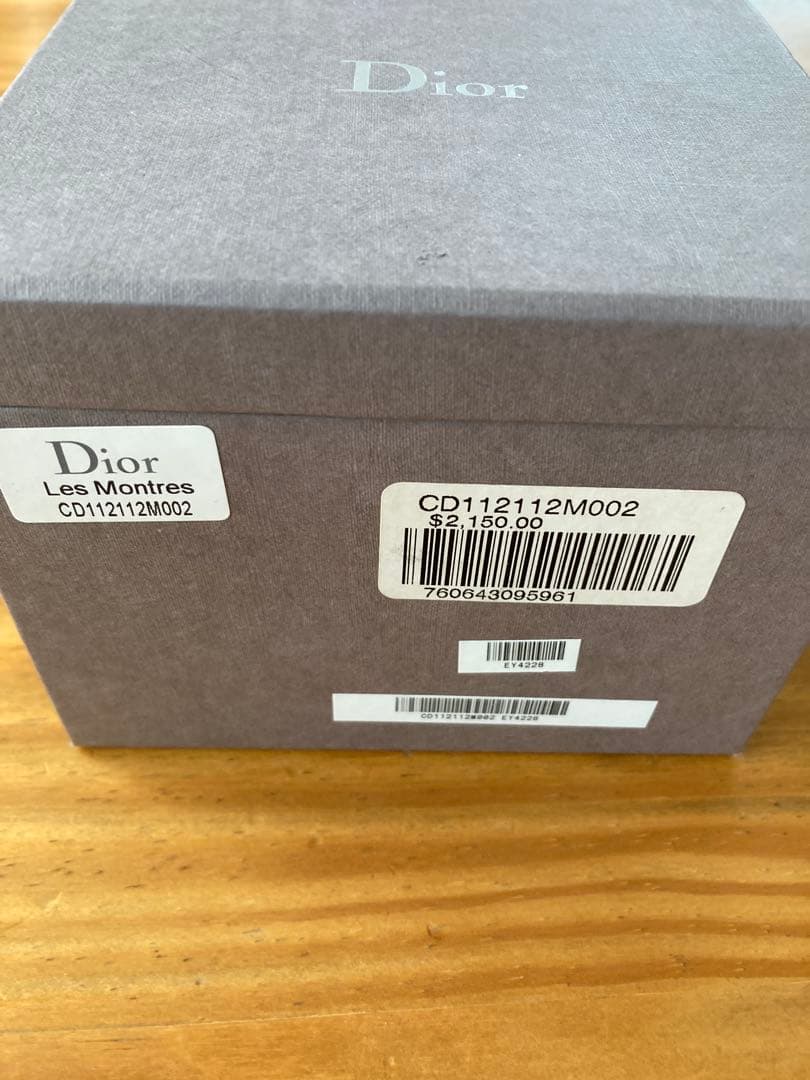 Dior
Dior
Les Montres
CD112112M002
CD112112M002
$2,150.00
760643095961
EY4228
CD112112M002 EY4228